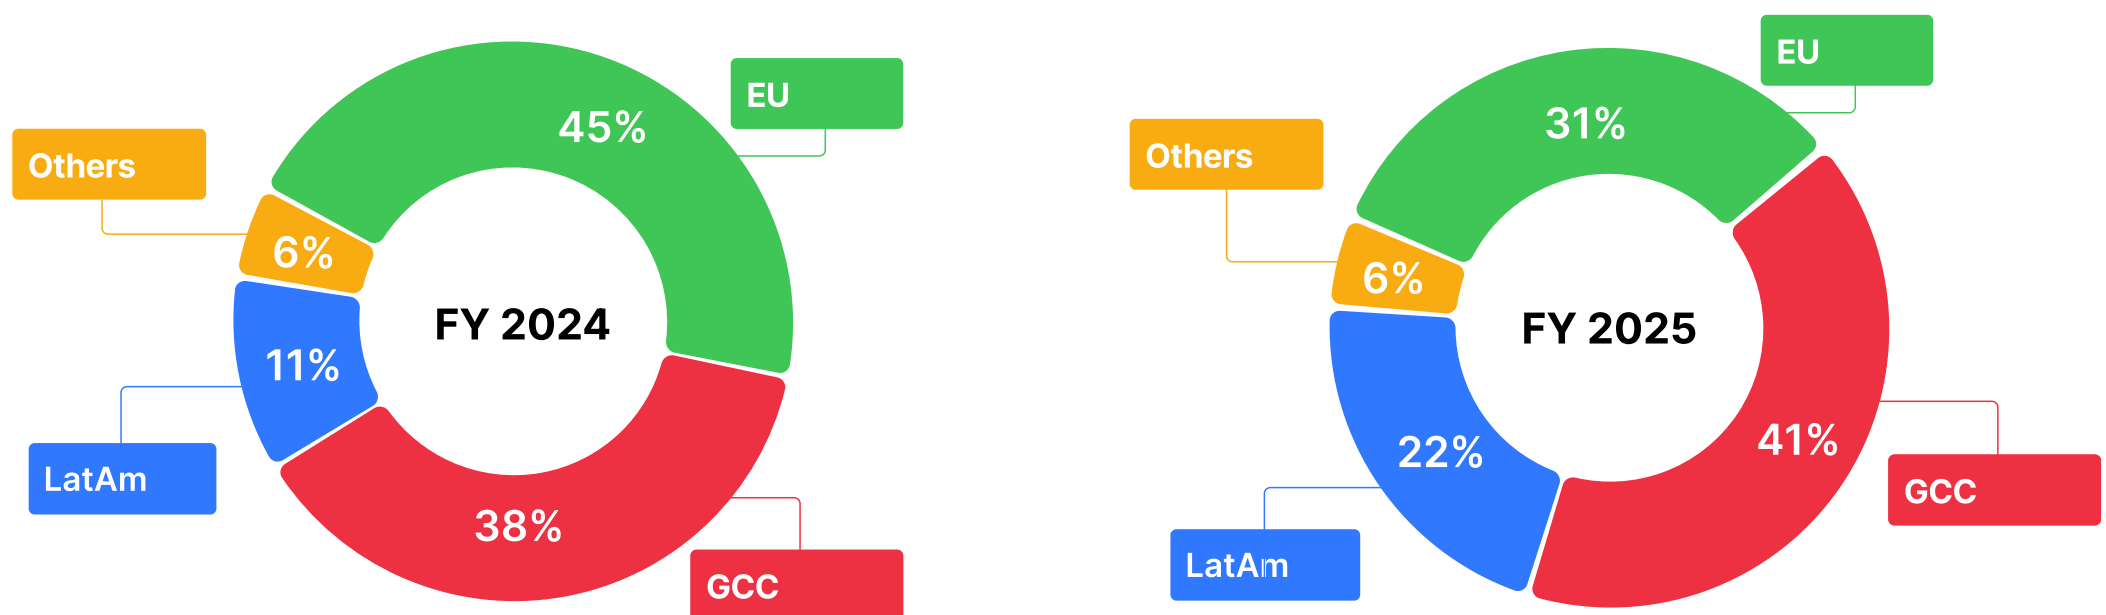 EU
45%
Others
6%
FY 2024
11%
LatAm
38%
GCC
EU
31%
Others
6%
FY 2025
22%
41%
GCC
LatAm